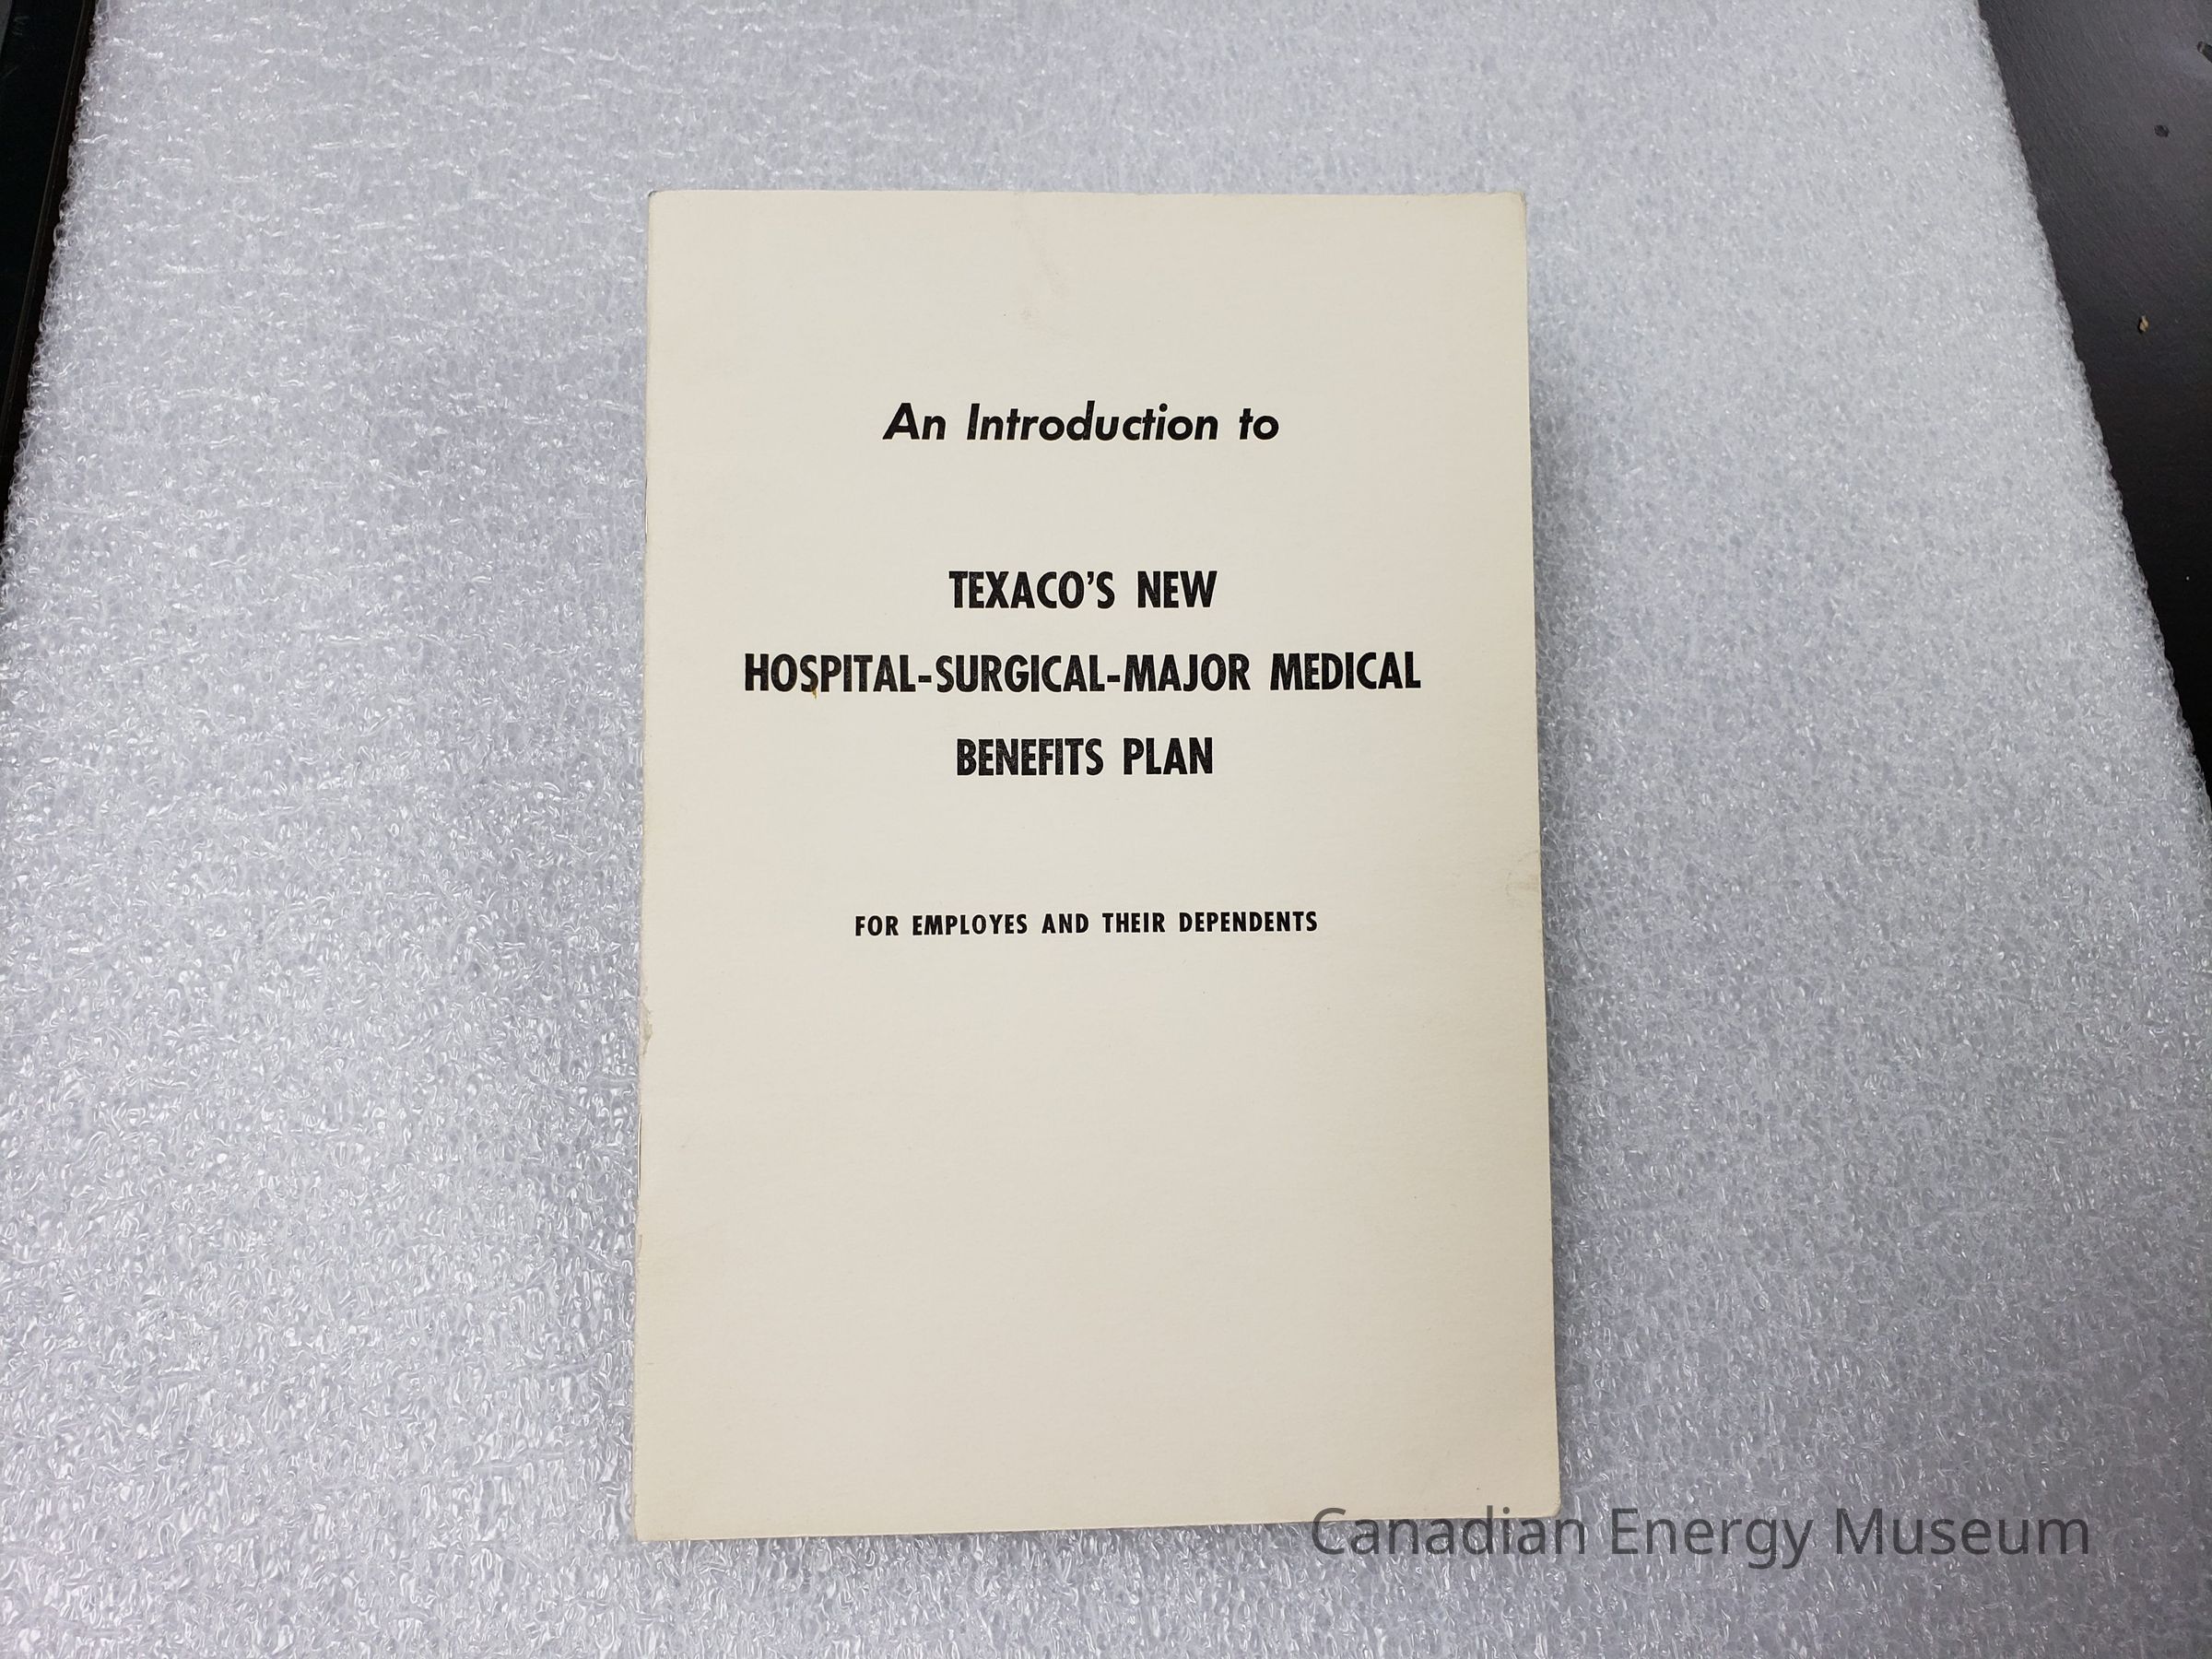 An Introduction to
TEXACO'S NEW
HOSPITAL-SURGICAL-MAJOR MEDICAL
BENEFITS PLAN
FOR EMPLOYES AND THEIR DEPENDENTS
Canadian Energy Museum